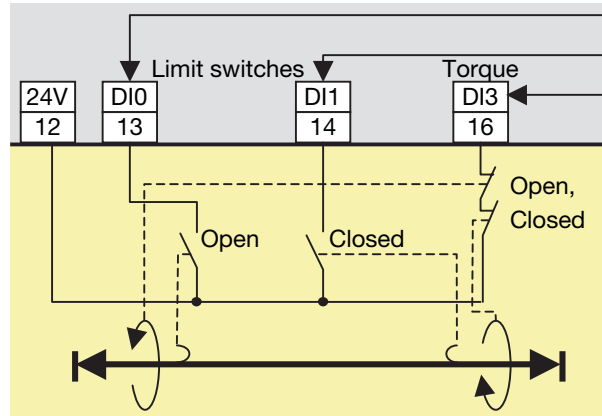 Limit switches
Torque
24V
DI0
DI1
DI3
12
13
14
16
Open,
Closed
Open
Closed